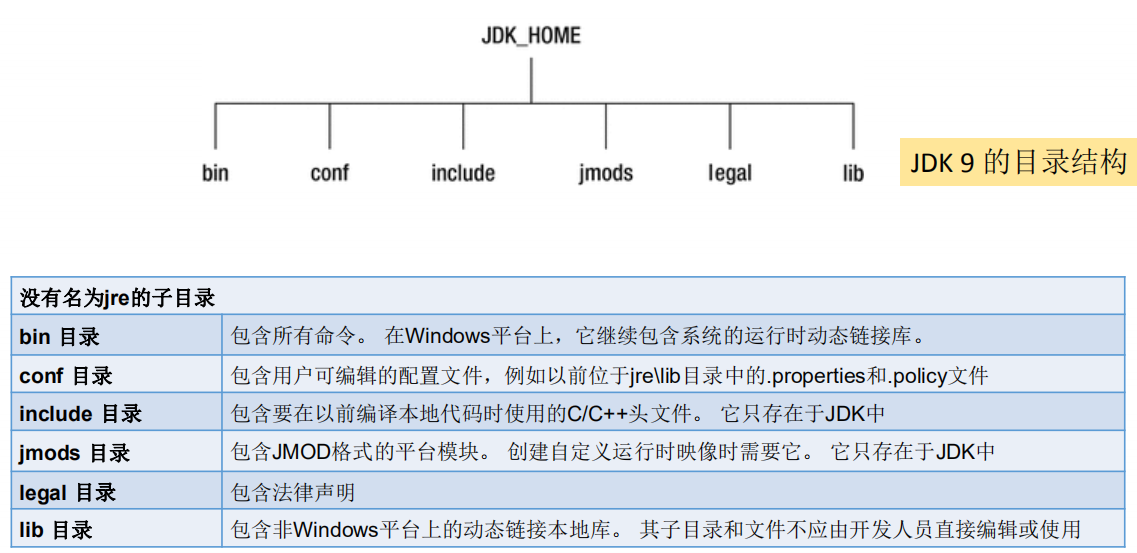 JDK_HOME
bin conf include jmods legal lib
JDK 9 的目录结构
没有名为jre的子目录
bin 目录 包含所有命令。 在Windows平台上，它继续包含系统的运行时动态链接库。
conf 目录 包含用户可编辑的配置文件，例如以前位于jre\lib目录中的.properties和.policy文件
include 目录 包含要在以前编译本地代码时使用的C/C++头文件。 它只存在于JDK中
jmods 目录 包含JMOD格式的平台模块。 创建自定义运行时映像时需要它。 它只存在于JDK中
legal 目录 包含法律声明
lib 目录 包含非Windows平台上的动态链接本地库。 其子目录和文件不应由开发人员直接编辑或使用